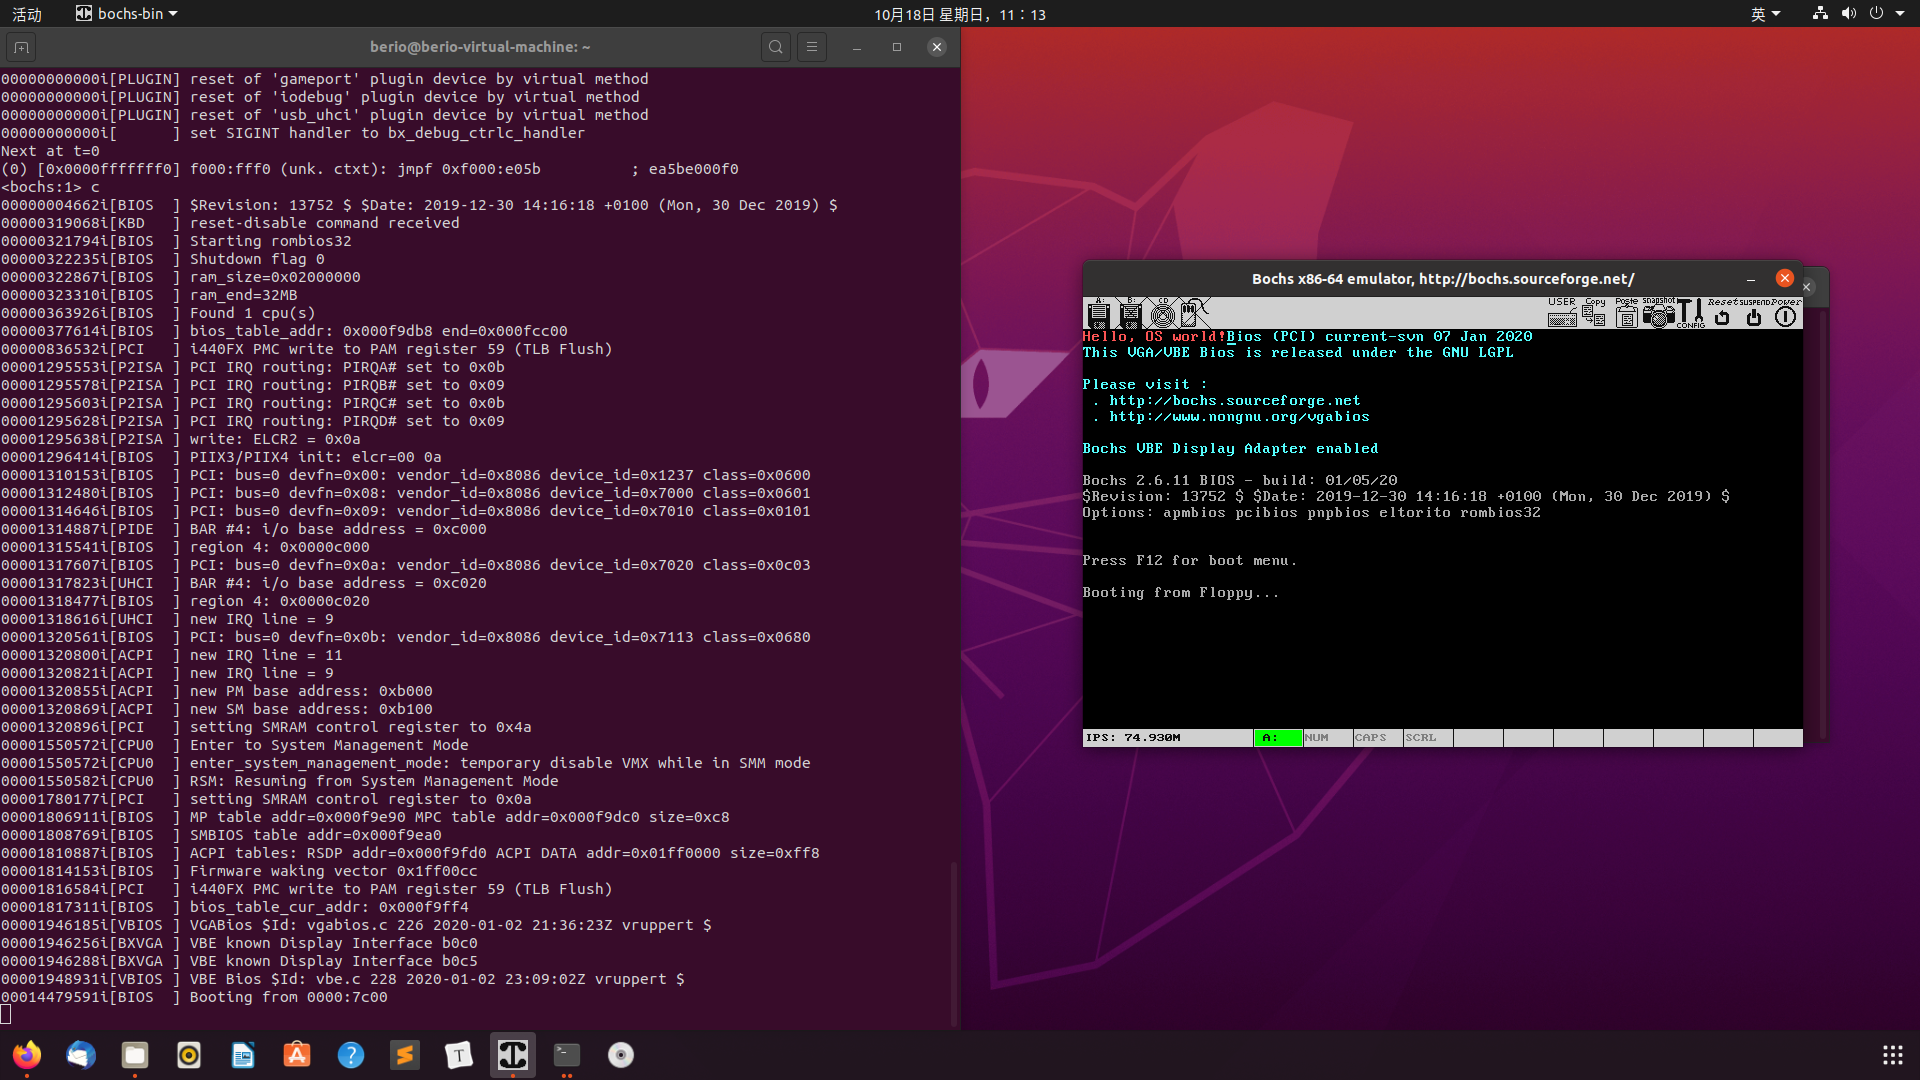 活动
bochs-bin
10月18日 星期日，11：13
英
berio@berio-virtual-machine: ~
00000000000i[PLUGIN] reset of 'gameport' plugin device by virtual method
00000000000i[PLUGIN] reset of 'iodebug' plugin device by virtual method
00000000000i[PLUGIN] reset of 'usb_uhci' plugin device by virtual method
00000000000i[      ] set SIGINT handler to bx_debug_ctrlc_handler
Next at t=0
(0) [0x0000fffffff0] f000:fff0 (unk. ctxt): jmpf 0xf000:e05b          ; ea5be000f0
<bochs:1> c
00000004662i[BIOS  ] $Revision: 13752 $ $Date: 2019-12-30 14:16:18 +0100 (Mon, 30 Dec 2019) $
00000319068i[KBD   ] reset-disable command received
00000321794i[BIOS  ] Starting rombios32
00000322235i[BIOS  ] Shutdown flag 0
00000322867i[BIOS  ] ram_size=0x02000000
00000323310i[BIOS  ] ram_end=32MB
00000363926i[BIOS  ] Found 1 cpu(s)
00000377614i[BIOS  ] bios_table_addr: 0x000f9db8 end=0x000fcc00
00000836532i[PCI   ] i440FX PMC write to PAM register 59 (TLB Flush)
00001295553i[P2ISA ] PCI IRQ routing: PIRQA# set to 0x0b
00001295578i[P2ISA ] PCI IRQ routing: PIRQB# set to 0x09
00001295603i[P2ISA ] PCI IRQ routing: PIRQC# set to 0x0b
00001295628i[P2ISA ] PCI IRQ routing: PIRQD# set to 0x09
00001295638i[P2ISA ] write: ELCR2 = 0x0a
00001296414i[BIOS  ] PIIX3/PIIX4 init: elcr=00 0a
00001310153i[BIOS  ] PCI: bus=0 devfn=0x00: vendor_id=0x8086 device_id=0x1237 class=0x0600
00001312480i[BIOS  ] PCI: bus=0 devfn=0x08: vendor_id=0x8086 device_id=0x7000 class=0x0601
00001314646i[BIOS  ] PCI: bus=0 devfn=0x09: vendor_id=0x8086 device_id=0x7010 class=0x0101
00001314887i[PIDE  ] BAR #4: i/o base address = 0xc000
00001315541i[BIOS  ] region 4: 0x0000c000
00001317607i[BIOS  ] PCI: bus=0 devfn=0x0a: vendor_id=0x8086 device_id=0x7020 class=0x0c03
00001317823i[UHCI  ] BAR #4: i/o base address = 0xc020
00001318477i[BIOS  ] region 4: 0x0000c020
00001318616i[UHCI  ] new IRQ line = 9
00001320561i[BIOS  ] PCI: bus=0 devfn=0x0b: vendor_id=0x8086 device_id=0x7113 class=0x0680
00001320800i[ACPI  ] new IRQ line = 11
00001320821i[ACPI  ] new IRQ line = 9
00001320855i[ACPI  ] new PM base address: 0xb000
00001320869i[ACPI  ] new SM base address: 0xb100
00001320896i[PCI   ] setting SMRAM control register to 0x4a
00001550572i[CPU0  ] Enter to System Management Mode
00001550572i[CPU0  ] enter_system_management_mode: temporary disable VMX while in SMM mode
00001550582i[CPU0  ] RSM: Resuming from System Management Mode
00001780177i[PCI   ] setting SMRAM control register to 0x0a
00001806911i[BIOS  ] MP table addr=0x000f9e90 MPC table addr=0x000f9dc0 size=0xc8
00001808769i[BIOS  ] SMBIOS table addr=0x000f9ea0
00001810887i[BIOS  ] ACPI tables: RSDP addr=0x000f9fd0 ACPI DATA addr=0x01ff0000 size=0xff8
00001814153i[BIOS  ] Firmware waking vector 0x1ff00cc
00001816584i[PCI   ] i440FX PMC write to PAM register 59 (TLB Flush)
00001817311i[BIOS  ] bios_table_cur_addr: 0x000f9ff4
00001946185i[VBIOS ] VGABios $Id: vgabios.c 226 2020-01-02 21:36:23Z vruppert $
00001946256i[BXVGA ] VBE known Display Interface b0c0
00001946288i[BXVGA ] VBE known Display Interface b0c5
00001948931i[VBIOS ] VBE Bios $Id: vbe.c 228 2020-01-02 23:09:02Z vruppert $
00014479591i[BIOS  ] Booting from 0000:7c00
Bochs x86-64 emulator, http://bochs.sourceforge.net/
A: B: CD USER Copy Paste snapshot CONFIG Reset SUSPEND Power
Hello, OS world!Bios (PCI) current-svn 07 Jan 2020
This VGA/VBE Bios is released under the GNU LGPL
Please visit :
. http://bochs.sourceforge.net
. http://www.nongnu.org/vgabios
Bochs VBE Display Adapter enabled
Bochs 2.6.11 BIOS - build: 01/05/20
$Revision: 13752 $ $Date: 2019-12-30 14:16:18 +0100 (Mon, 30 Dec 2019) $
Options: apmbios pcibios pnpbios eltorito rombios32
Press F12 for boot menu.
Booting from Floppy...
IPS: 74.930M A: NUM CAPS SCRL